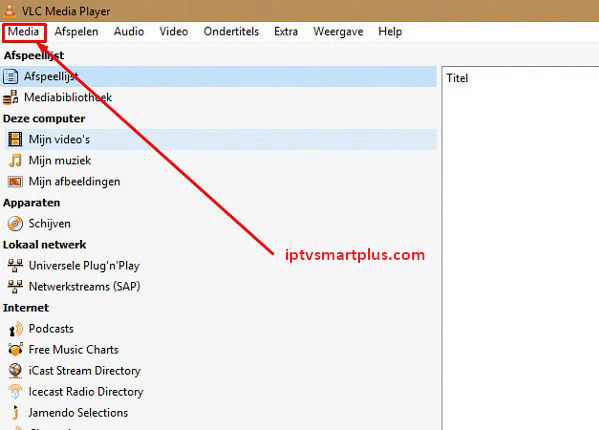 VLC Media Player
Media Afspelen Audio Video Ondertitels Extra Weergave Help
Afspeellijst
Afspeellijst
Titel
Mediabibliotheek
Deze computer
Mijn video's
Mijn muziek
Mijn afbeeldingen
Apparaten
Schijven
Lokaal netwerk
iptvsmartplus.com
Universele Plug'n'Play
Netwerkstreams (SAP)
Internet
Podcasts
Free Music Charts
iCast Stream Directory
Icecast Radio Directory
Jamendo Selections